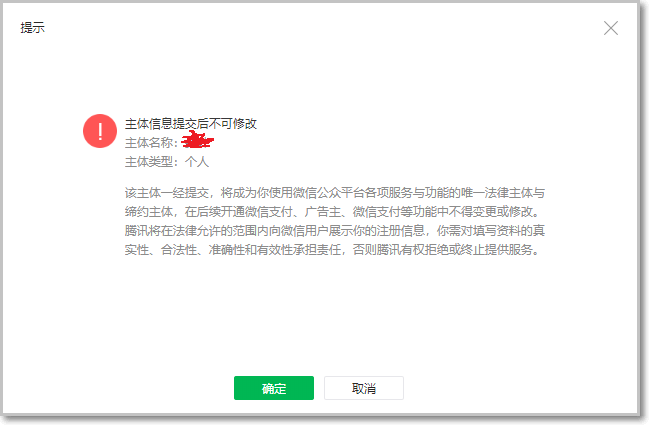 提示
主体信息提交后不可修改
主体名称：
主体类型：个人
该主体一经提交，将成为你使用微信公众平台各项服务与功能的唯一法律主体与
缔约主体，在后续开通微信支付、广告主、微信支付等功能中不得变更或修改。
腾讯将在法律允许的范围内向微信用户展示你的注册信息，你需对填写资料的真
实性、合法性、准确性和有效性承担责任，否则腾讯有权拒绝或终止提供服务。
确定
取消